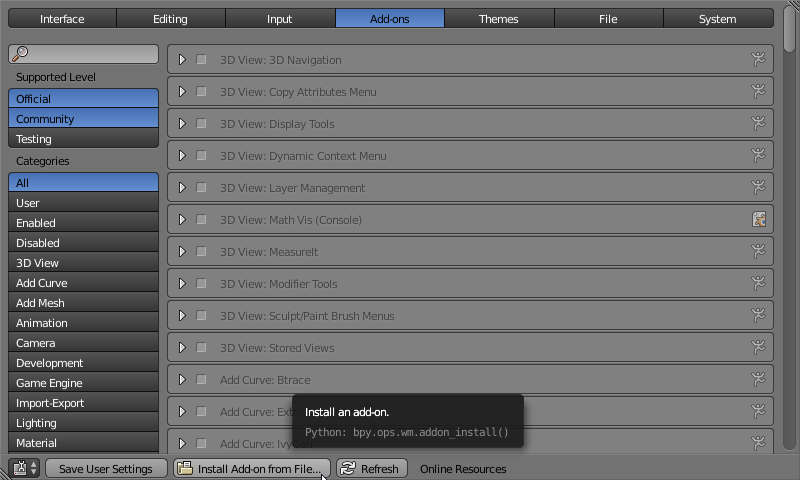 Interface Editing Input Add-ons Themes File System
Supported Level
Official
Community
Testing
Categories
All
User
Enabled
Disabled
3D View
Add Curve
Add Mesh
Animation
Camera
Development
Game Engine
Import-Export
Lighting
Material
3D View: 3D Navigation
3D View: Copy Attributes Menu
3D View: Display Tools
3D View: Dynamic Context Menu
3D View: Layer Management
3D View: Math Vis (Console)
3D View: MeasureIt
3D View: Modifier Tools
3D View: Sculpt/Paint Brush Menus
3D View: Stored Views
Add Curve: Btrace
Add Curve:
Add Curve:
Install an add-on.
Python: bpy.ops.wm.addon_install()
Save User Settings Install Add-on from File... Refresh Online Resources